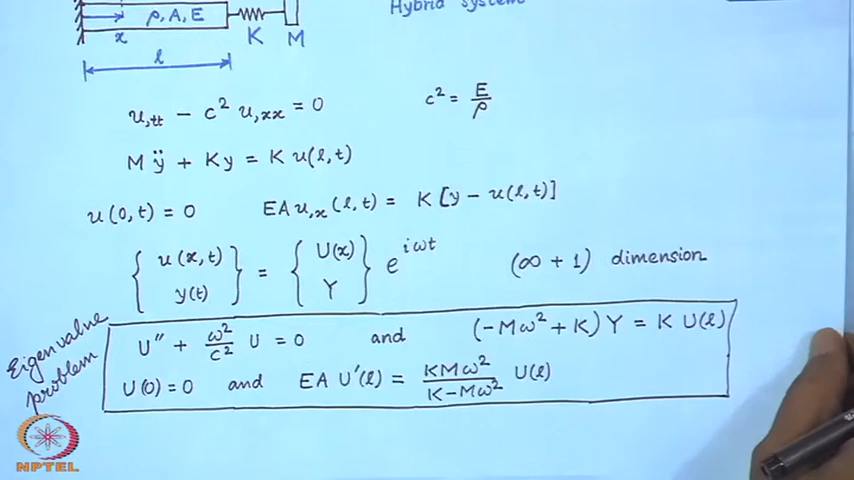 Hybrid system
ρ, A, E
x
K
M
l
u,tt − c² u,xx = 0
c² = E/ρ
M ÿ + Ky = K u(l,t)
u(0,t) = 0
EA u,x (l,t) = K [y − u(l,t)]
{ u(x,t) y(t) } = { U(x) Y } e^{iωt}
(∞ + 1) dimension
Eigenvalue problem
U'' + ω²/c² U = 0 and (−Mω² + K) Y = K U(l)
U(0) = 0 and EA U'(l) = KMω²/(K−Mω²) U(l)
NPTEL